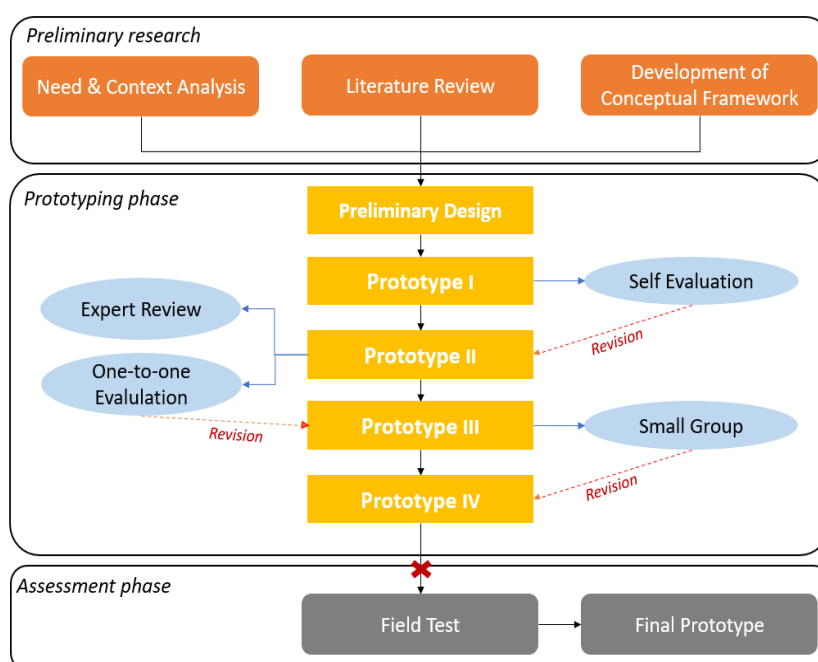 Preliminary research
Need & Context Analysis
Literature Review
Development of
Conceptual Framework
Prototyping phase
Preliminary Design
Prototype I
Self Evaluation
Expert Review
Revision
Prototype II
One-to-one
Evalulation
Revision
Prototype III
Small Group
Revision
Prototype IV
Assessment phase
Field Test
Final Prototype